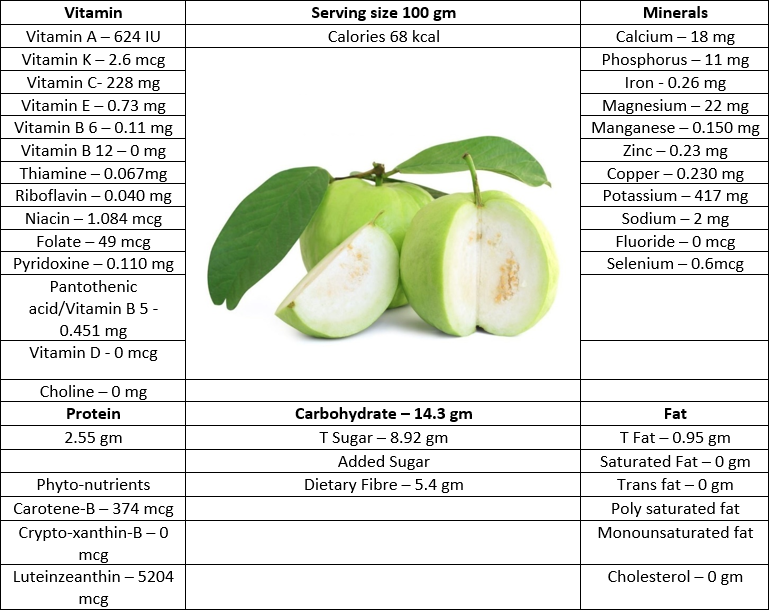 Vitamin Serving size 100 gm Minerals
Vitamin A – 624 IU Calories 68 kcal Calcium – 18 mg
Vitamin K – 2.6 mcg Phosphorus – 11 mg
Vitamin C- 228 mg Iron - 0.26 mg
Vitamin E – 0.73 mg Magnesium – 22 mg
Vitamin B 6 – 0.11 mg Manganese – 0.150 mg
Vitamin B 12 – 0 mg Zinc – 0.23 mg
Thiamine – 0.067mg Copper – 0.230 mg
Riboflavin – 0.040 mg Potassium – 417 mg
Niacin – 1.084 mcg Sodium – 2 mg
Folate – 49 mcg Fluoride – 0 mcg
Pyridoxine – 0.110 mg Selenium – 0.6mcg
Pantothenic
acid/Vitamin B 5 -
0.451 mg
Vitamin D - 0 mcg
Choline – 0 mg
Protein Carbohydrate – 14.3 gm Fat
2.55 gm T Sugar – 8.92 gm T Fat – 0.95 gm
Added Sugar Saturated Fat – 0 gm
Phyto-nutrients Dietary Fibre – 5.4 gm Trans fat – 0 gm
Carotene-B – 374 mcg Poly saturated fat
Crypto-xanthin-B – 0 Monounsaturated fat
mcg
Luteinzeanthin – 5204 Cholesterol – 0 gm
mcg